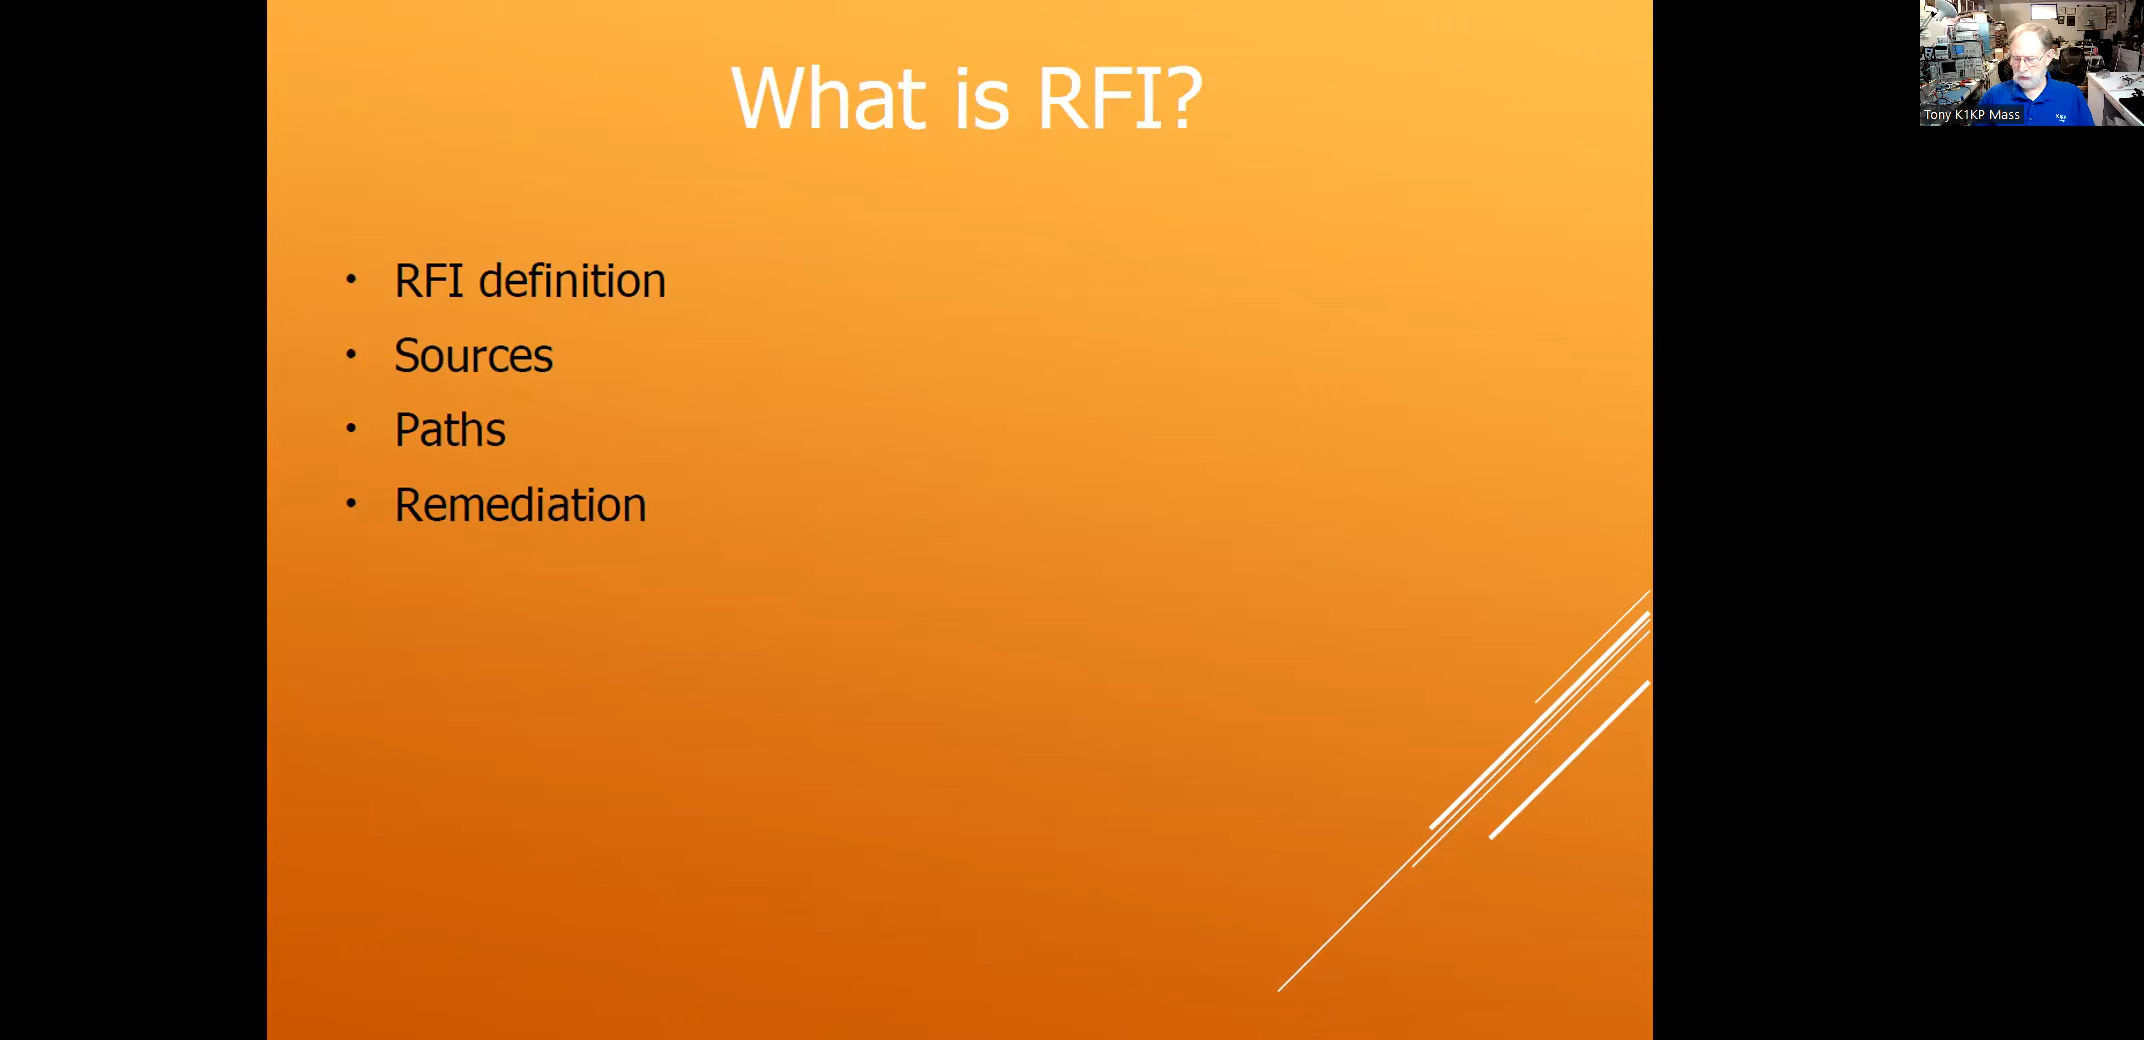 What is RFI?
• RFI definition
• Sources
• Paths
• Remediation
Tony K1KP Mass